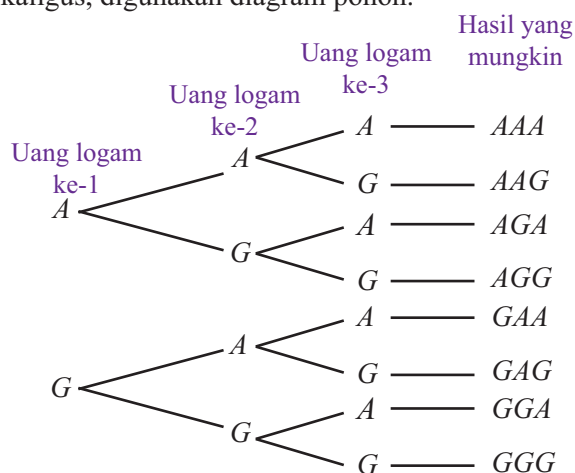 digunakan diagram pohon.
Hasil yang
mungkin
Uang logam
ke-3
Uang logam
ke-2
Uang logam
ke-1
A A A AAA
G AAG
G A AGA
G AGG
G A A GAA
G GAG
G A GGA
G GGG